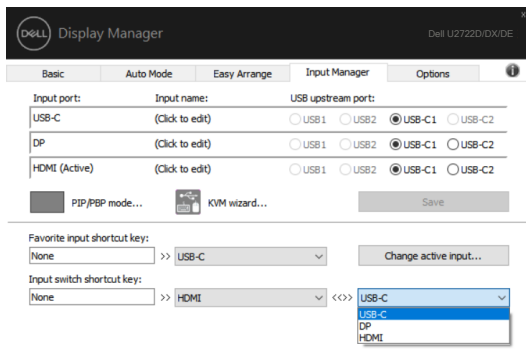 x
DELL Display Manager Dell U2722D/DX/DE
Basic Auto Mode Easy Arrange Input Manager Options i
Input port: Input name: USB upstream port:
USB-C (Click to edit) USB1 USB2 USB-C1 USB-C2
DP (Click to edit) USB1 USB2 USB-C1 USB-C2
HDMI (Active) (Click to edit) USB1 USB2 USB-C1 USB-C2
PIP/PBP mode... KVM wizard... Save
Favorite input shortcut key:
None >> USB-C Change active input...
Input switch shortcut key:
None >> HDMI <<>> USB-C
USB-C
DP
HDMI